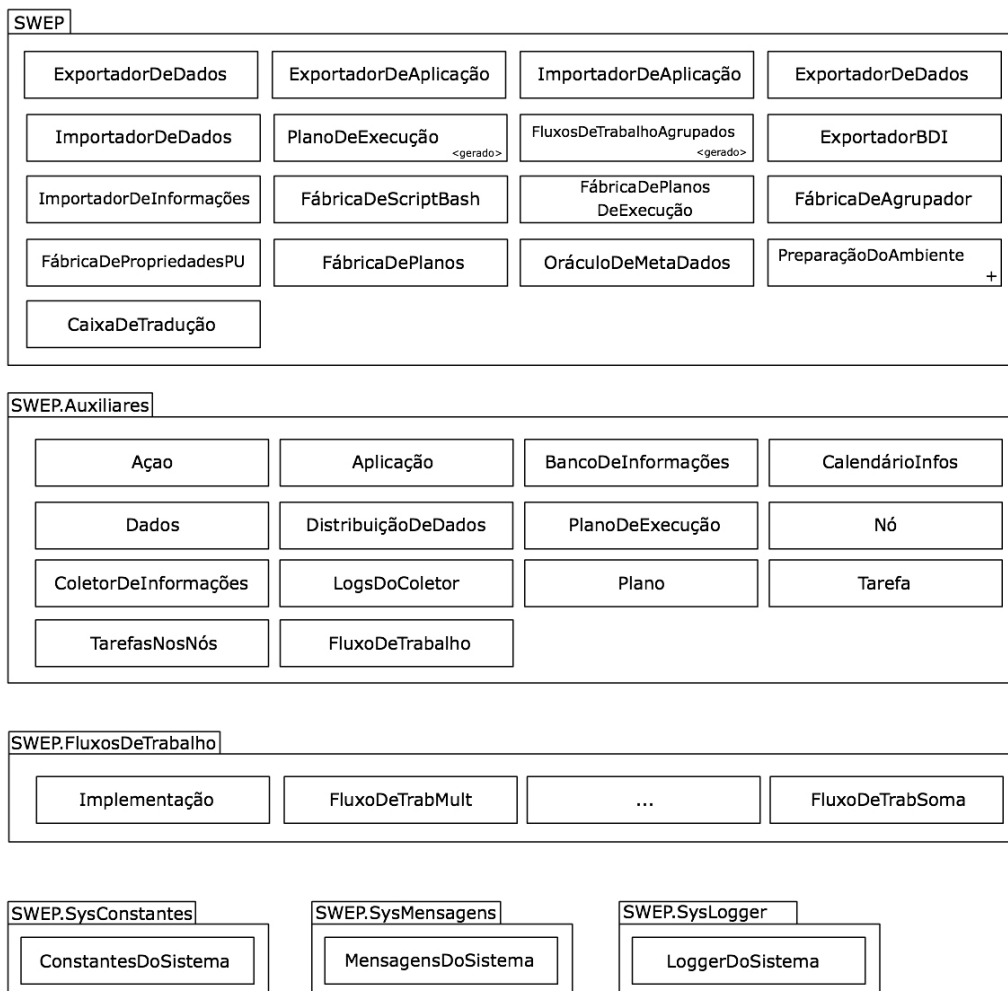 SWEP
ExportadorDeDados
ExportadorDeAplicação
ImportadorDeAplicação
ExportadorDeDados
ImportadorDeDados
PlanoDeExecução
<gerado>
FluxosDeTrabalhoAgrupados
<gerado>
ExportadorBDI
ImportadorDeInformações
FábricaDeScriptBash
FábricaDePlanos
DeExecução
FábricaDeAgrupador
FábricaDePropriedadesPU
FábricaDePlanos
OráculoDeMetaDados
PreparaçãoDoAmbiente
+
CaixaDeTradução
SWEP.Auxiliares
Açao
Aplicação
BancoDeInformações
CalendárioInfos
Dados
DistribuiçãoDeDados
PlanoDeExecução
Nó
ColetorDeInformações
LogsDoColetor
Plano
Tarefa
TarefasNosNós
FluxoDeTrabalho
SWEP.FluxosDeTrabalho
Implementação
FluxoDeTrabMult
...
FluxoDeTrabSoma
SWEP.SysConstantes
ConstantesDoSistema
SWEP.SysMensagens
MensagensDoSistema
SWEP.SysLogger
LoggerDoSistema